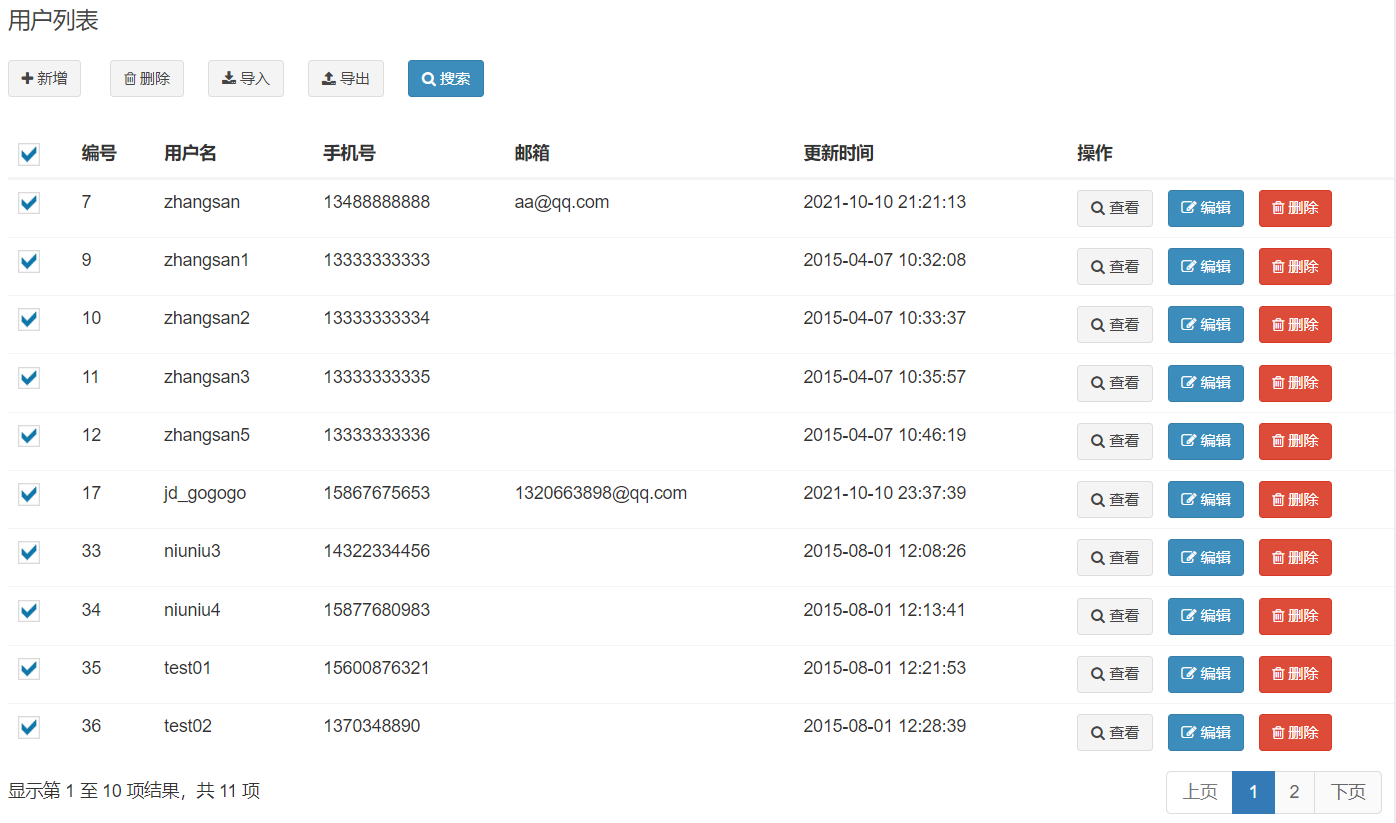 用户列表
新增 删除 导入 导出 搜索
编号 用户名 手机号 邮箱 更新时间 操作
7 zhangsan 13488888888 aa@qq.com 2021-10-10 21:21:13 查看 编辑 删除
9 zhangsan1 13333333333 2015-04-07 10:32:08 查看 编辑 删除
10 zhangsan2 13333333334 2015-04-07 10:33:37 查看 编辑 删除
11 zhangsan3 13333333335 2015-04-07 10:35:57 查看 编辑 删除
12 zhangsan5 13333333336 2015-04-07 10:46:19 查看 编辑 删除
17 jd_gogogo 15867675653 1320663898@qq.com 2021-10-10 23:37:39 查看 编辑 删除
33 niuniu3 14322334456 2015-08-01 12:08:26 查看 编辑 删除
34 niuniu4 15877680983 2015-08-01 12:13:41 查看 编辑 删除
35 test01 15600876321 2015-08-01 12:21:53 查看 编辑 删除
36 test02 1370348890 2015-08-01 12:28:39 查看 编辑 删除
显示第 1 至 10 项结果，共 11 项 上页 1 2 下页